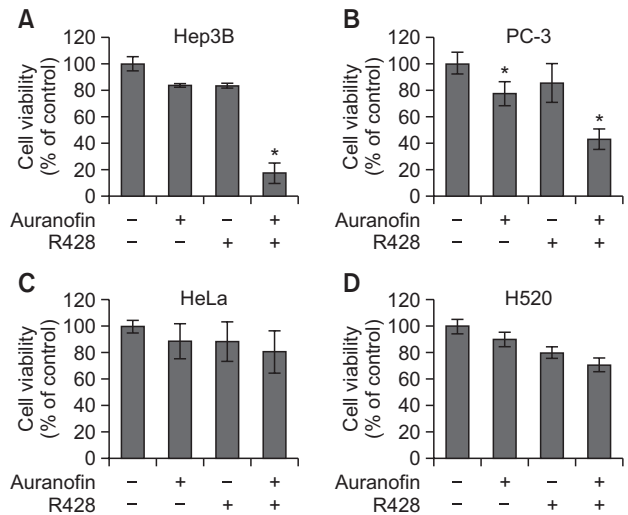 A
Hep3B
Cell viability
(% of control)
120
100
80
60
40
20
0
*
Auranofin – + – +
R428 – – + +
B
PC-3
Cell viability
(% of control)
120
100
80
60
40
20
0
*
*
Auranofin – + – +
R428 – – + +
C
HeLa
Cell viability
(% of control)
120
100
80
60
40
20
0
Auranofin – + – +
R428 – – + +
D
H520
Cell viability
(% of control)
120
100
80
60
40
20
0
Auranofin – + – +
R428 – – + +